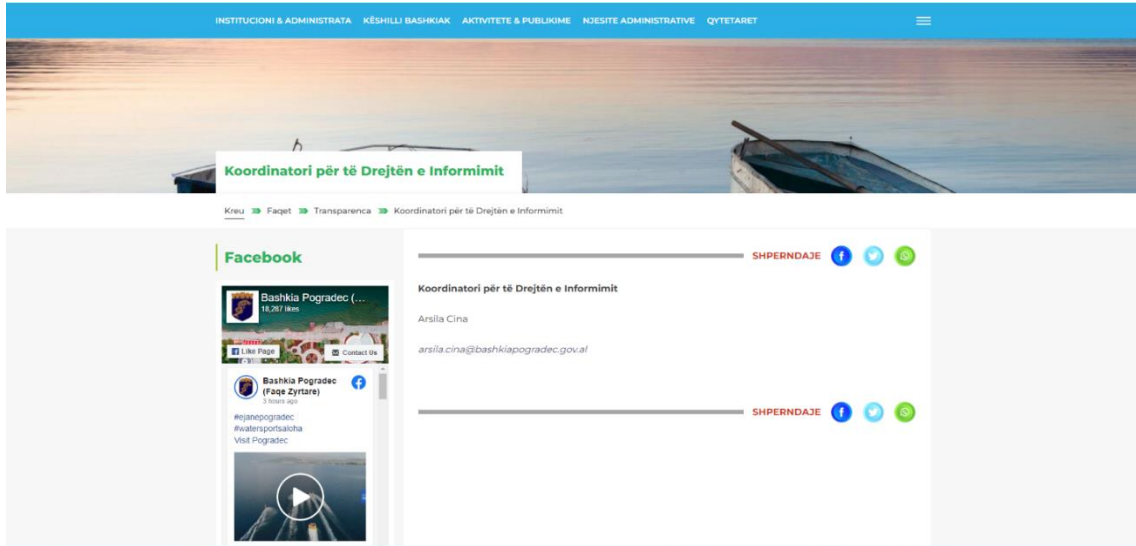 INSTITUCIONI & ADMINISTRATA KËSHILLI BASHKIAK AKTIVITETE & PUBLIKIME NJESITE ADMINISTRATIVE QYTETARET
Koordinatori për të Drejtën e Informimit
Kreu Faqet Transparenca Koordinatori për të Drejtën e Informimit
Facebook
Bashkia Pogradec (...
18,287 likes
Like Page Contact Us
Bashkia Pogradec
(Faqe Zyrtare)
3 hours ago
#ejanepogradec
#watersportsaloha
Visit Pogradec
SHPERNDAJE
Koordinatori për të Drejtën e Informimit
Arsila Cina
arsila.cina@bashkiapogradec.gov.al
SHPERNDAJE